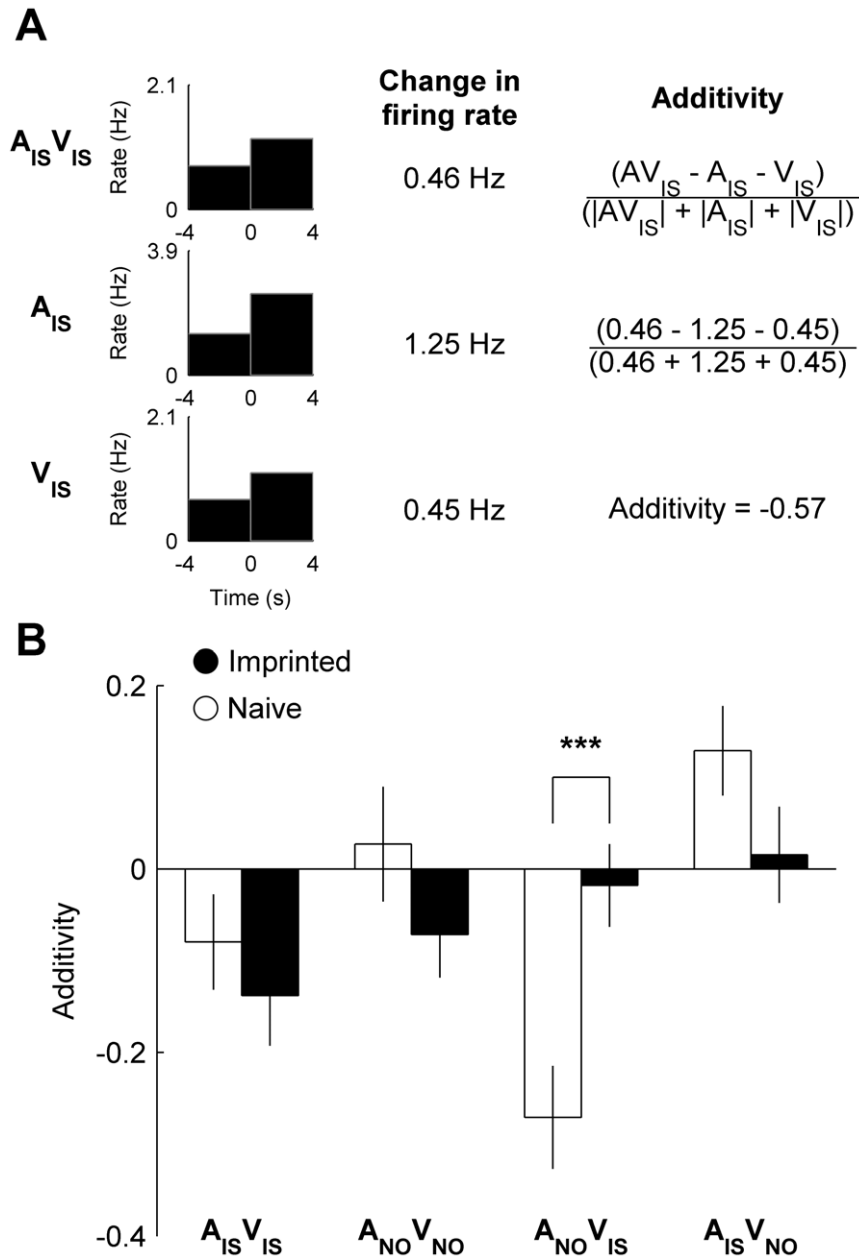 A
Change in
firing rate
Additivity
A_IS V_IS
Rate (Hz)
2.1
0
-4 0 4
0.46 Hz
(AV_IS - A_IS - V_IS)
(|AV_IS| + |A_IS| + |V_IS|)
A_IS
Rate (Hz)
3.9
0
-4 0 4
1.25 Hz
(0.46 - 1.25 - 0.45)
(0.46 + 1.25 + 0.45)
V_IS
Rate (Hz)
2.1
0
-4 0 4
Time (s)
0.45 Hz
Additivity = -0.57
B
Imprinted
Naive
0.2
0
-0.2
-0.4
Additivity
***
A_IS V_IS A_NO V_NO A_NO V_IS A_IS V_NO